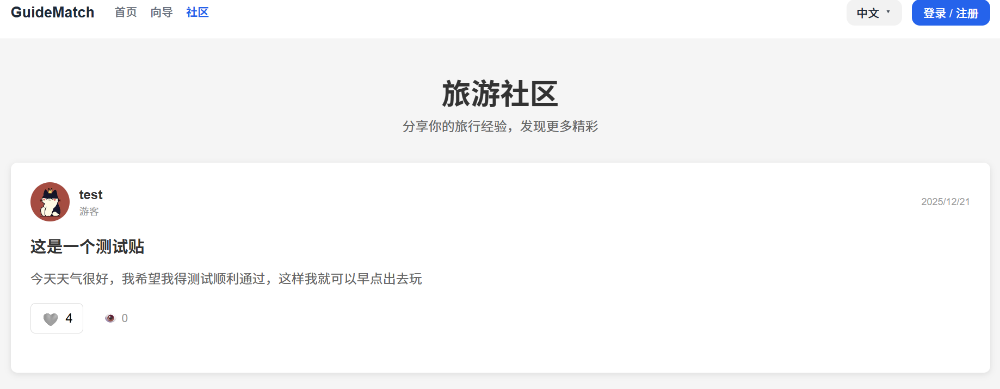 GuideMatch 首页 向导 社区 中文 登录 / 注册
旅游社区
分享你的旅行经验，发现更多精彩
test
游客
2025/12/21
这是一个测试贴
今天天气很好，我希望我得测试顺利通过，这样我就可以早点出去玩
4 0